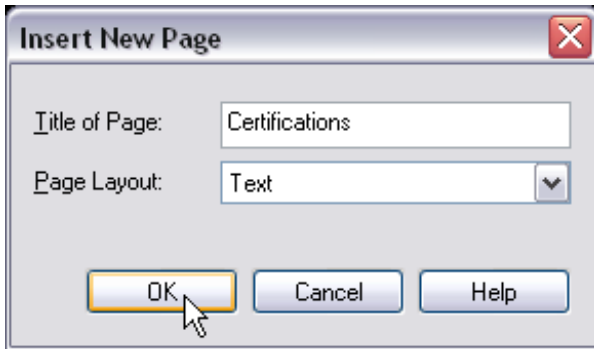 Insert New Page
Title of Page: Certifications
Page Layout: Text
OK Cancel Help